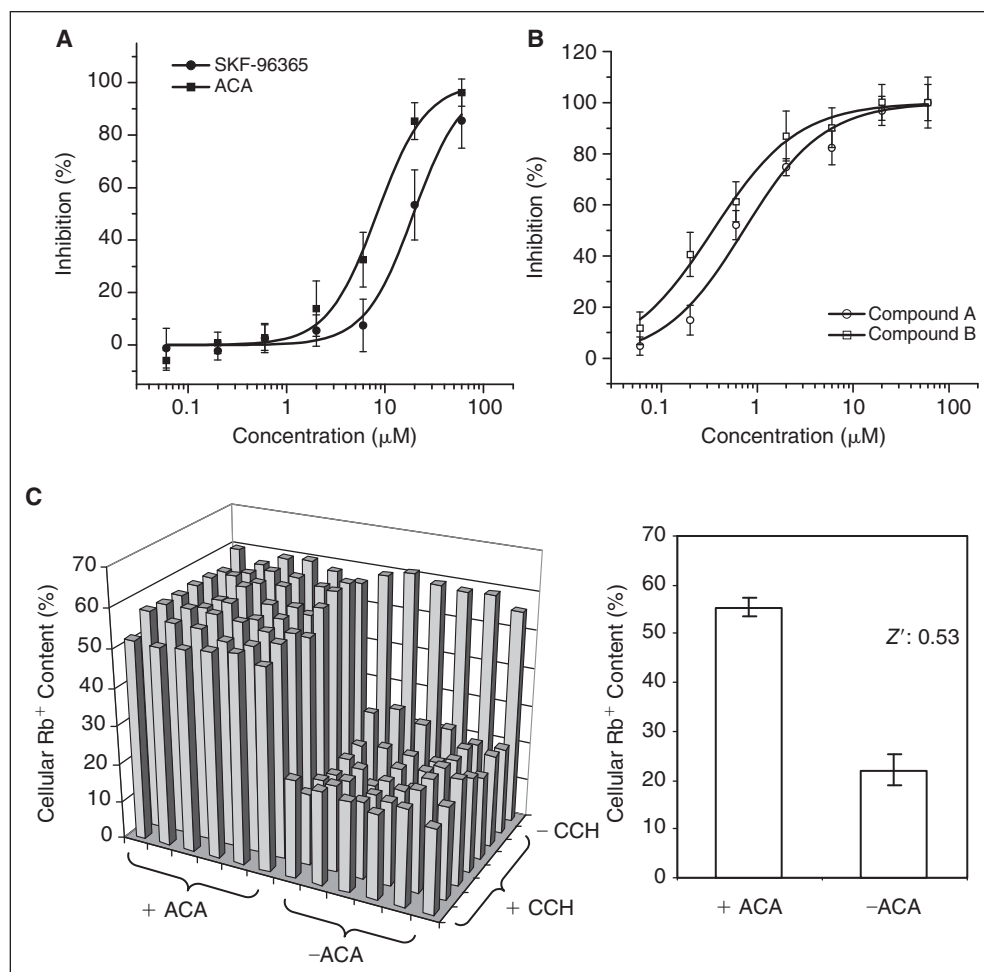 A
SKF-96365
ACA
100
80
60
40
20
0
Inhibition (%)
0.1
1
10
100
Concentration (μM)
B
120
100
80
60
40
20
0
Inhibition (%)
Compound A
Compound B
0.1
1
10
100
Concentration (μM)
C
70
60
50
40
30
20
10
0
Cellular Rb+ Content (%)
+ ACA
−ACA
+ CCH
− CCH
70
60
50
40
30
20
10
0
Cellular Rb+ Content (%)
Z′: 0.53
+ ACA
−ACA